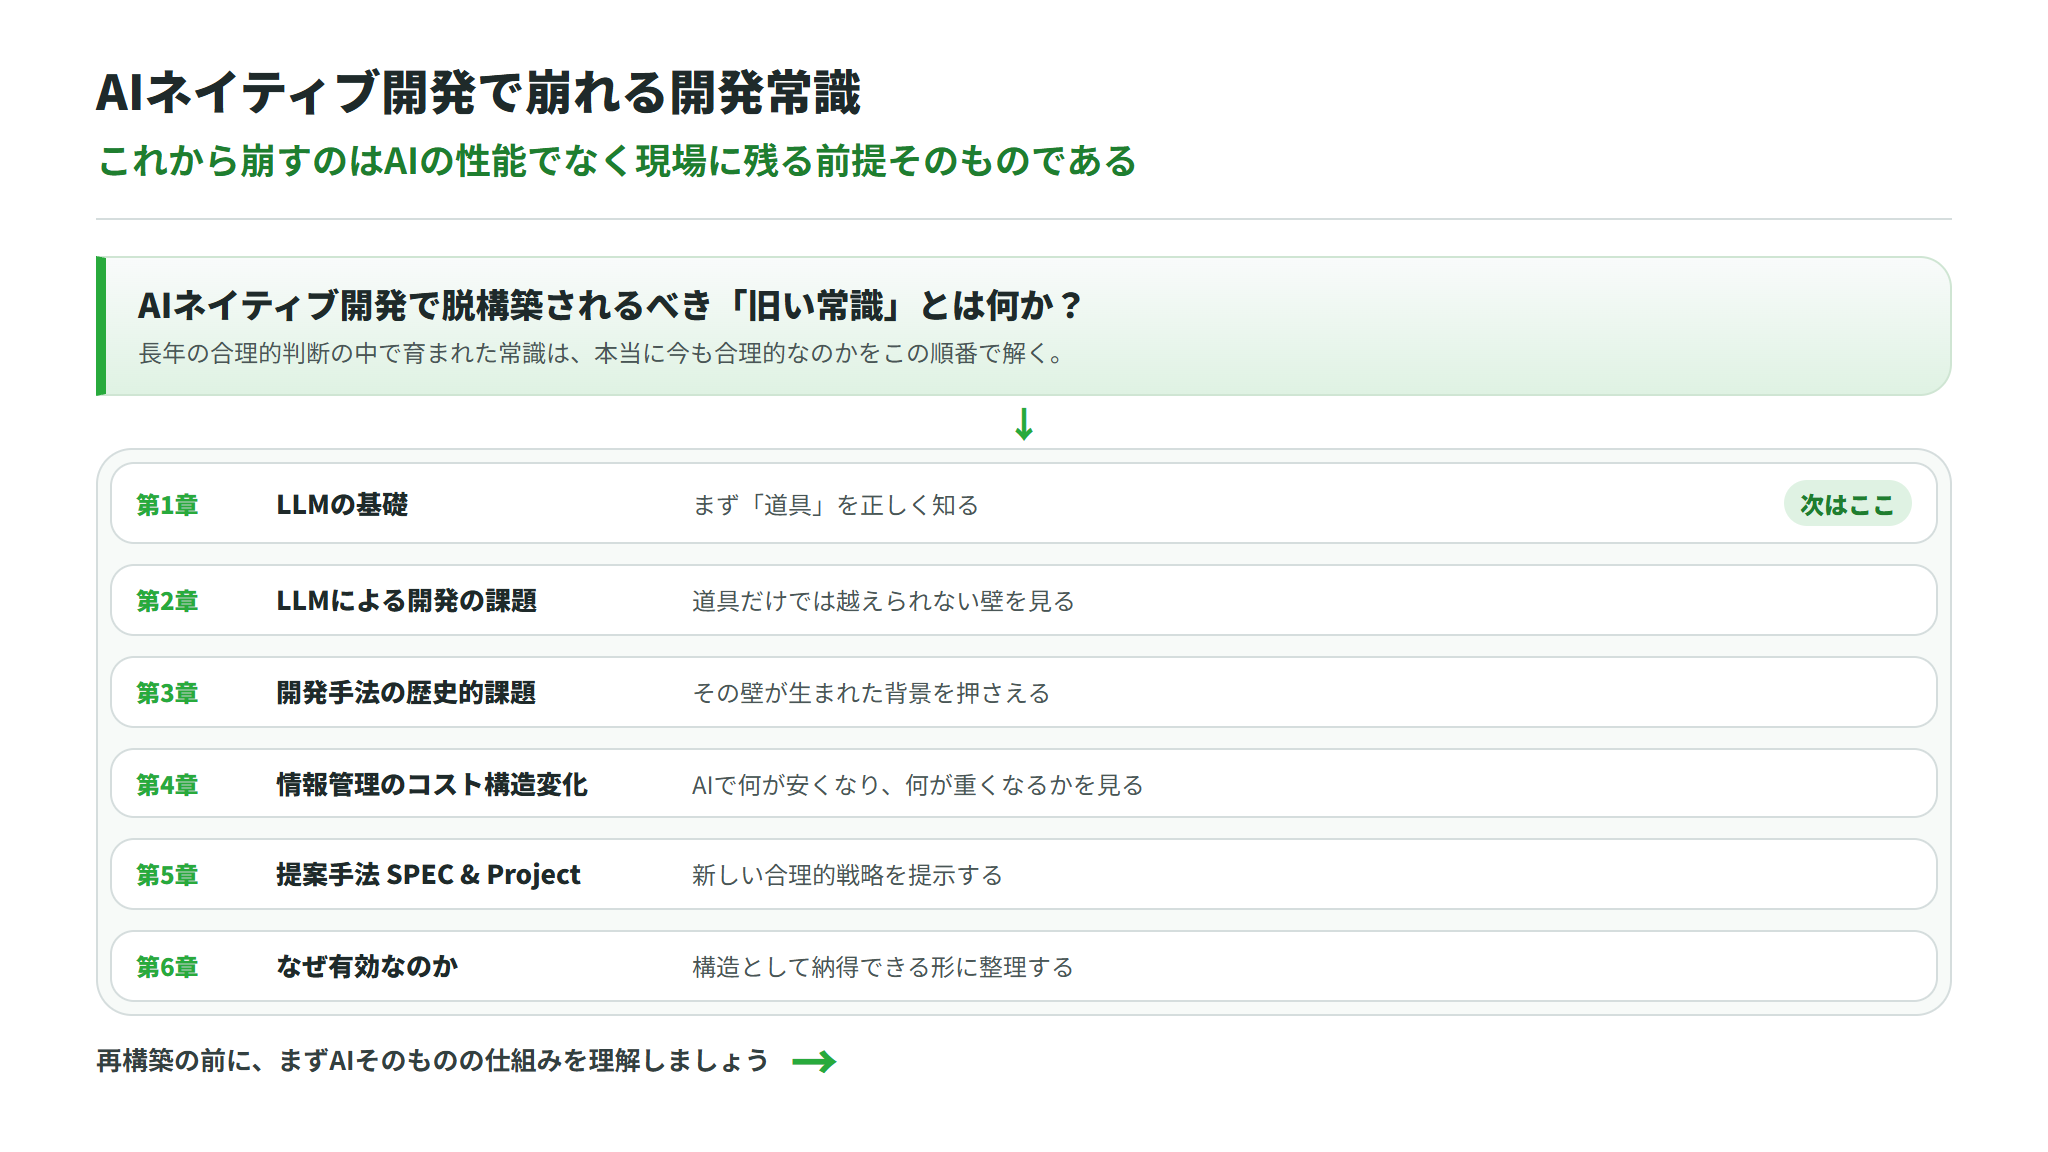 AIネイティブ開発で崩れる開発常識
これから崩すのはAIの性能でなく現場に残る前提そのものである
AIネイティブ開発で脱構築されるべき「旧い常識」とは何か？
長年の合理的判断の中で育まれた常識は、本当に今も合理的なのかをこの順番で解く。
↓
第1章 LLMの基礎 まず「道具」を正しく知る 次はここ
第2章 LLMによる開発の課題 道具だけでは越えられない壁を見る
第3章 開発手法の歴史的課題 その壁が生まれた背景を押さえる
第4章 情報管理のコスト構造変化 AIで何が安くなり、何が重くなるかを見る
第5章 提案手法 SPEC & Project 新しい合理的戦略を提示する
第6章 なぜ有効なのか 構造として納得できる形に整理する
再構築の前に、まずAIそのものの仕組みを理解しましょう →